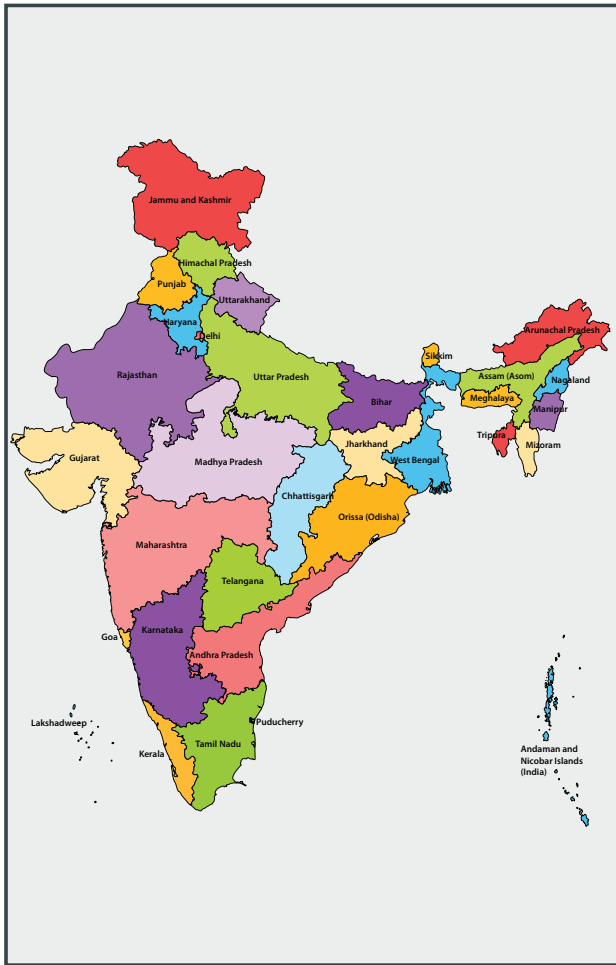 Jammu and Kashmir
Himachal Pradesh
Punjab
Uttarakhand
Haryana
Delhi
Arunachal Pradesh
Sikkim
Assam (Asom)
Nagaland
Rajasthan
Uttar Pradesh
Bihar
Meghalaya
Manipur
Tripura
Mizoram
Jharkhand
Gujarat
Madhya Pradesh
West Bengal
Chhattisgarh
Orissa (Odisha)
Maharashtra
Telangana
Karnataka
Goa
Andhra Pradesh
Lakshadweep
Puducherry
Tamil Nadu
Kerala
Andaman and
Nicobar Islands
(India)